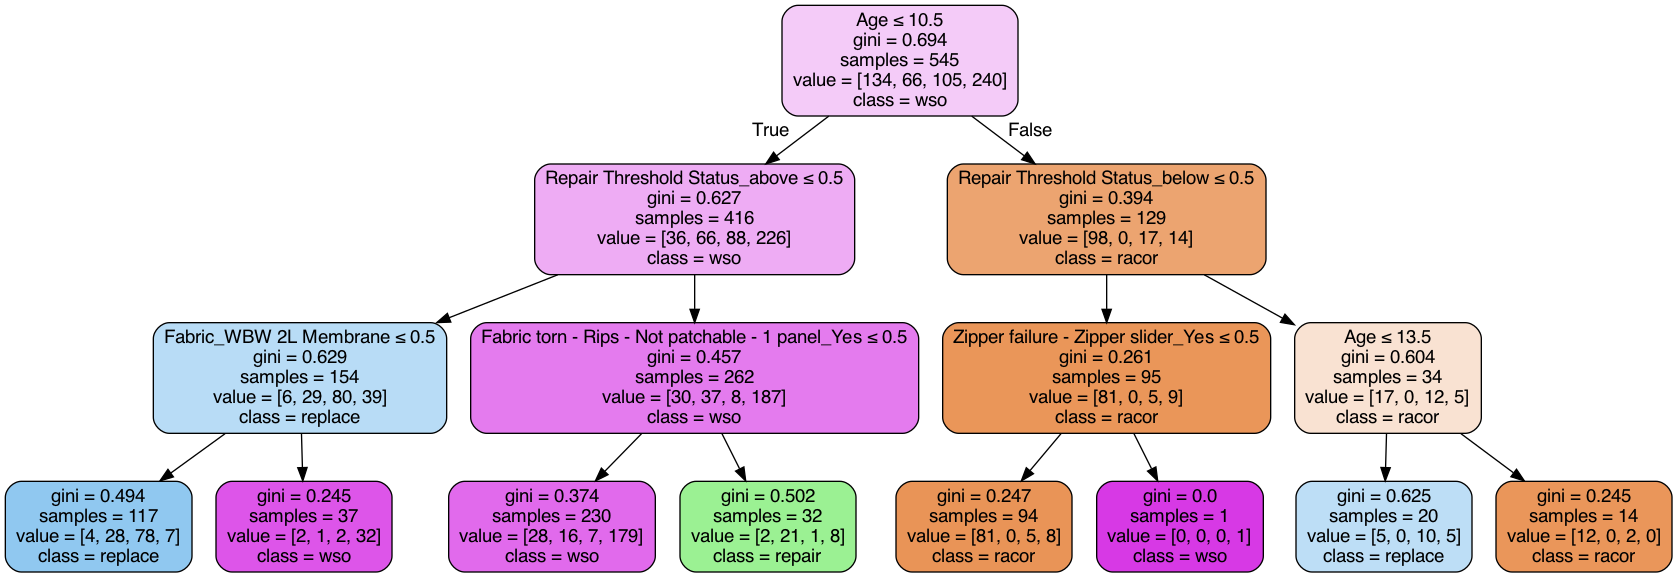 Age ≤ 10.5
gini = 0.694
samples = 545
value = [134, 66, 105, 240]
class = wso
True
False
Repair Threshold Status_above ≤ 0.5
gini = 0.627
samples = 416
value = [36, 66, 88, 226]
class = wso
Repair Threshold Status_below ≤ 0.5
gini = 0.394
samples = 129
value = [98, 0, 17, 14]
class = racor
Fabric_WBW 2L Membrane ≤ 0.5
gini = 0.629
samples = 154
value = [6, 29, 80, 39]
class = replace
Fabric torn - Rips - Not patchable - 1 panel_Yes ≤ 0.5
gini = 0.457
samples = 262
value = [30, 37, 8, 187]
class = wso
Zipper failure - Zipper slider_Yes ≤ 0.5
gini = 0.261
samples = 95
value = [81, 0, 5, 9]
class = racor
Age ≤ 13.5
gini = 0.604
samples = 34
value = [17, 0, 12, 5]
class = racor
gini = 0.494
samples = 117
value = [4, 28, 78, 7]
class = replace
gini = 0.245
samples = 37
value = [2, 1, 2, 32]
class = wso
gini = 0.374
samples = 230
value = [28, 16, 7, 179]
class = wso
gini = 0.502
samples = 32
value = [2, 21, 1, 8]
class = repair
gini = 0.247
samples = 94
value = [81, 0, 5, 8]
class = racor
gini = 0.0
samples = 1
value = [0, 0, 0, 1]
class = wso
gini = 0.625
samples = 20
value = [5, 0, 10, 5]
class = replace
gini = 0.245
samples = 14
value = [12, 0, 2, 0]
class = racor